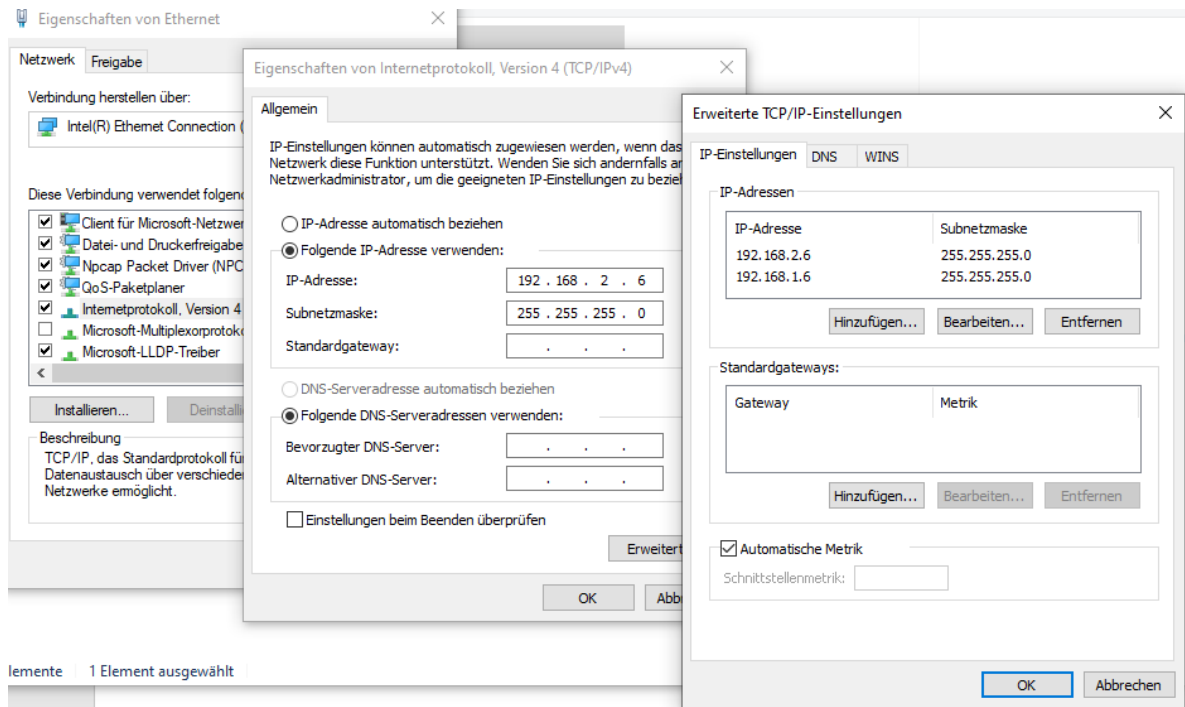 Eigenschaften von Ethernet
Netzwerk
Freigabe
Verbindung herstellen über:
Intel(R) Ethernet Connection (
Diese Verbindung verwendet folgen
Client für Microsoft-Netzwer
Datei- und Druckerfreigabe
Npcap Packet Driver (NPC
QoS-Paketplaner
Internetprotokoll, Version 4
Microsoft-Multiplexorprotoko
Microsoft-LLDP-Treiber
Installieren...
Deinstalli
Beschreibung
TCP/IP, das Standardprotokoll fü
Datenaustausch über verschiede
Netzwerke ermöglicht.
Eigenschaften von Internetprotokoll, Version 4 (TCP/IPv4)
Allgemein
IP-Einstellungen können automatisch zugewiesen werden, wenn das
Netzwerk diese Funktion unterstützt. Wenden Sie sich andernfalls an
Netzwerkadministrator, um die geeigneten IP-Einstellungen zu bezieh
IP-Adresse automatisch beziehen
Folgende IP-Adresse verwenden:
IP-Adresse: 192 . 168 . 2 . 6
Subnetzmaske: 255 . 255 . 255 . 0
Standardgateway: . . .
DNS-Serveradresse automatisch beziehen
Folgende DNS-Serveradressen verwenden:
Bevorzugter DNS-Server: . . .
Alternativer DNS-Server: . . .
Einstellungen beim Beenden überprüfen
Erweitert
OK
Abb
Erweiterte TCP/IP-Einstellungen
IP-Einstellungen
DNS
WINS
IP-Adressen
IP-Adresse Subnetzmaske
192.168.2.6 255.255.255.0
192.168.1.6 255.255.255.0
Hinzufügen...
Bearbeiten...
Entfernen
Standardgateways:
Gateway Metrik
Hinzufügen...
Bearbeiten...
Entfernen
Automatische Metrik
Schnittstellenmetrik:
OK
Abbrechen
lemente
1 Element ausgewählt